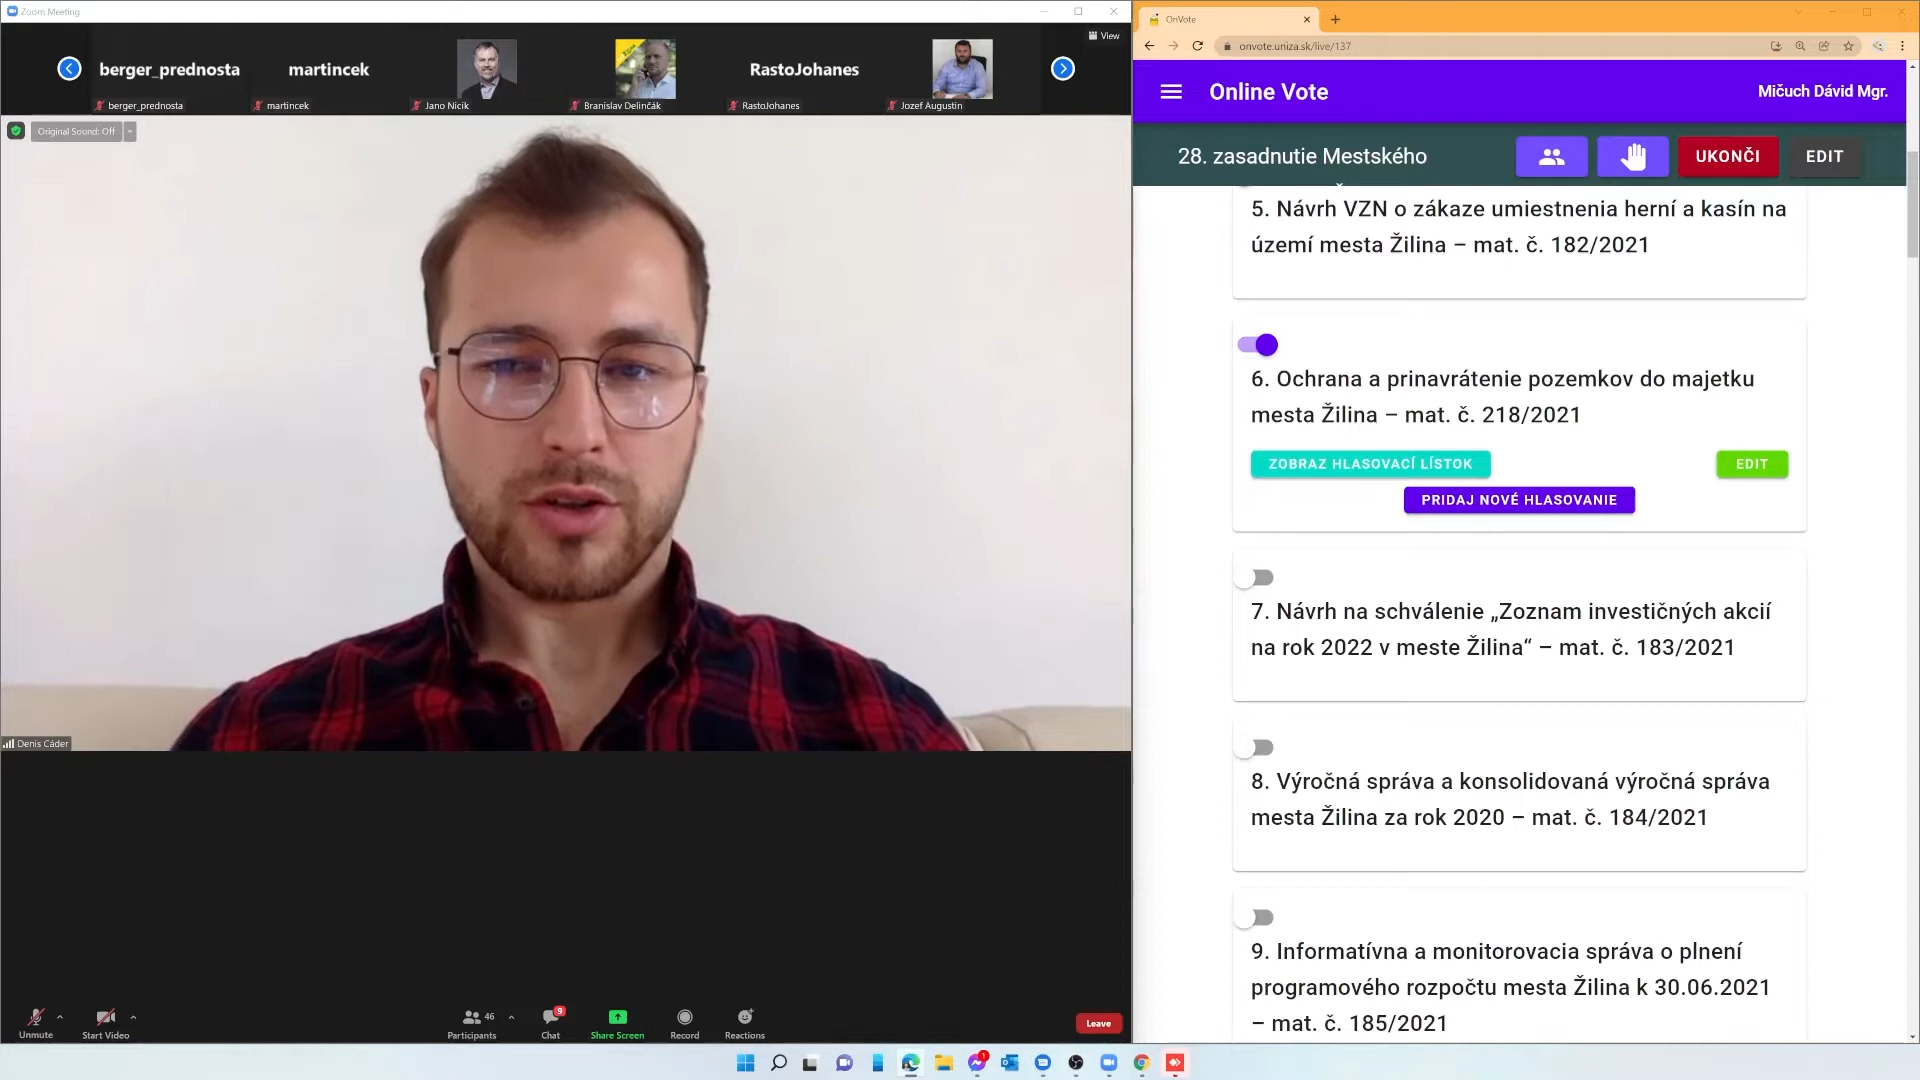 Zoom Meeting
View
berger_prednosta
martincek
RastoJohanes
berger_prednosta
martincek
Jano Nicík
Branislav Delinčák
RastoJohanes
Jozef Augustin
Original Sound: Off
Denis Cáder
Unmute
Start Video
46
Participants
9
Chat
Share Screen
Record
Reactions
Leave
OnVote
onvote.uniza.sk/live/137
Online Vote
Mičuch Dávid Mgr.
28. zasadnutie Mestského
UKONČI
EDIT
5. Návrh VZN o zákaze umiestnenia herní a kasín na
území mesta Žilina – mat. č. 182/2021
6. Ochrana a prinavrátenie pozemkov do majetku
mesta Žilina – mat. č. 218/2021
ZOBRAZ HLASOVACÍ LÍSTOK
EDIT
PRIDAJ NOVÉ HLASOVANIE
7. Návrh na schválenie „Zoznam investičných akcií
na rok 2022 v meste Žilina“ – mat. č. 183/2021
8. Výročná správa a konsolidovaná výročná správa
mesta Žilina za rok 2020 – mat. č. 184/2021
9. Informatívna a monitorovacia správa o plnení
programového rozpočtu mesta Žilina k 30.06.2021
– mat. č. 185/2021
1